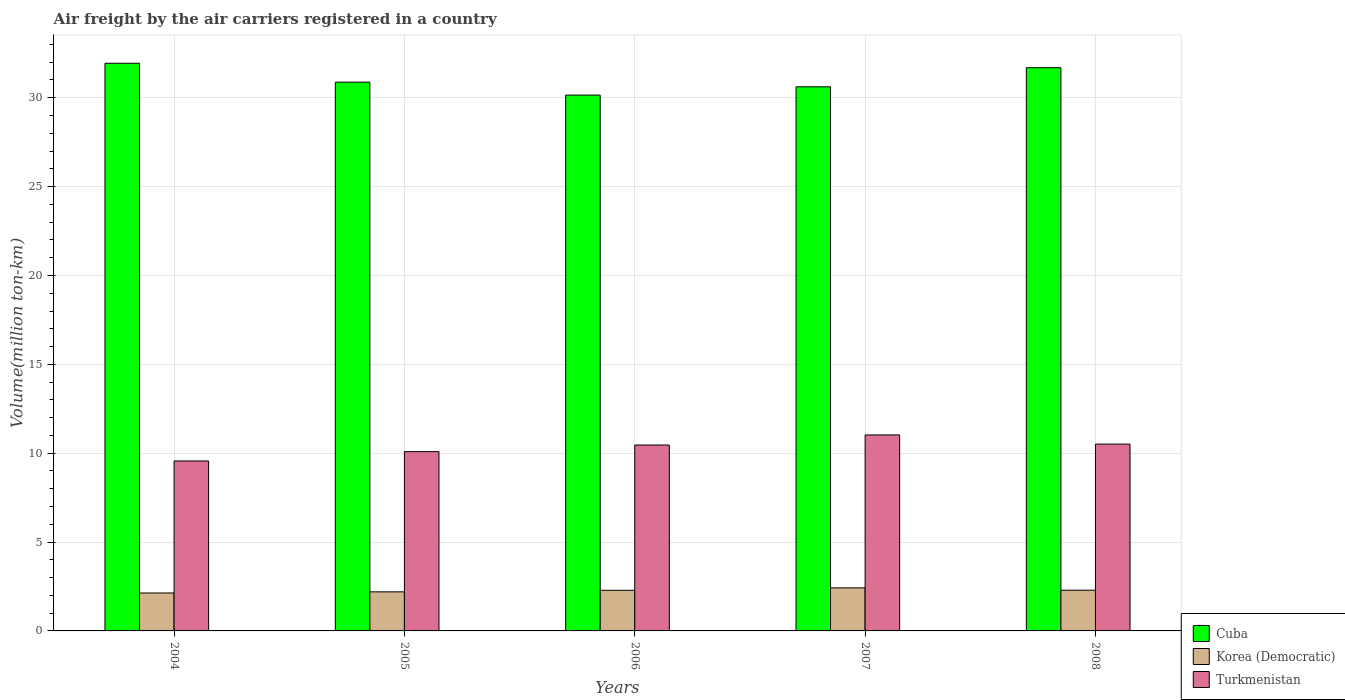 Air freight by the air carriers registered in a country
Volume(million ton-km)
30
25
20
15
10
5
0
2004
2005
2006
2007
2008
Years
Cuba
Korea (Democratic)
Turkmenistan